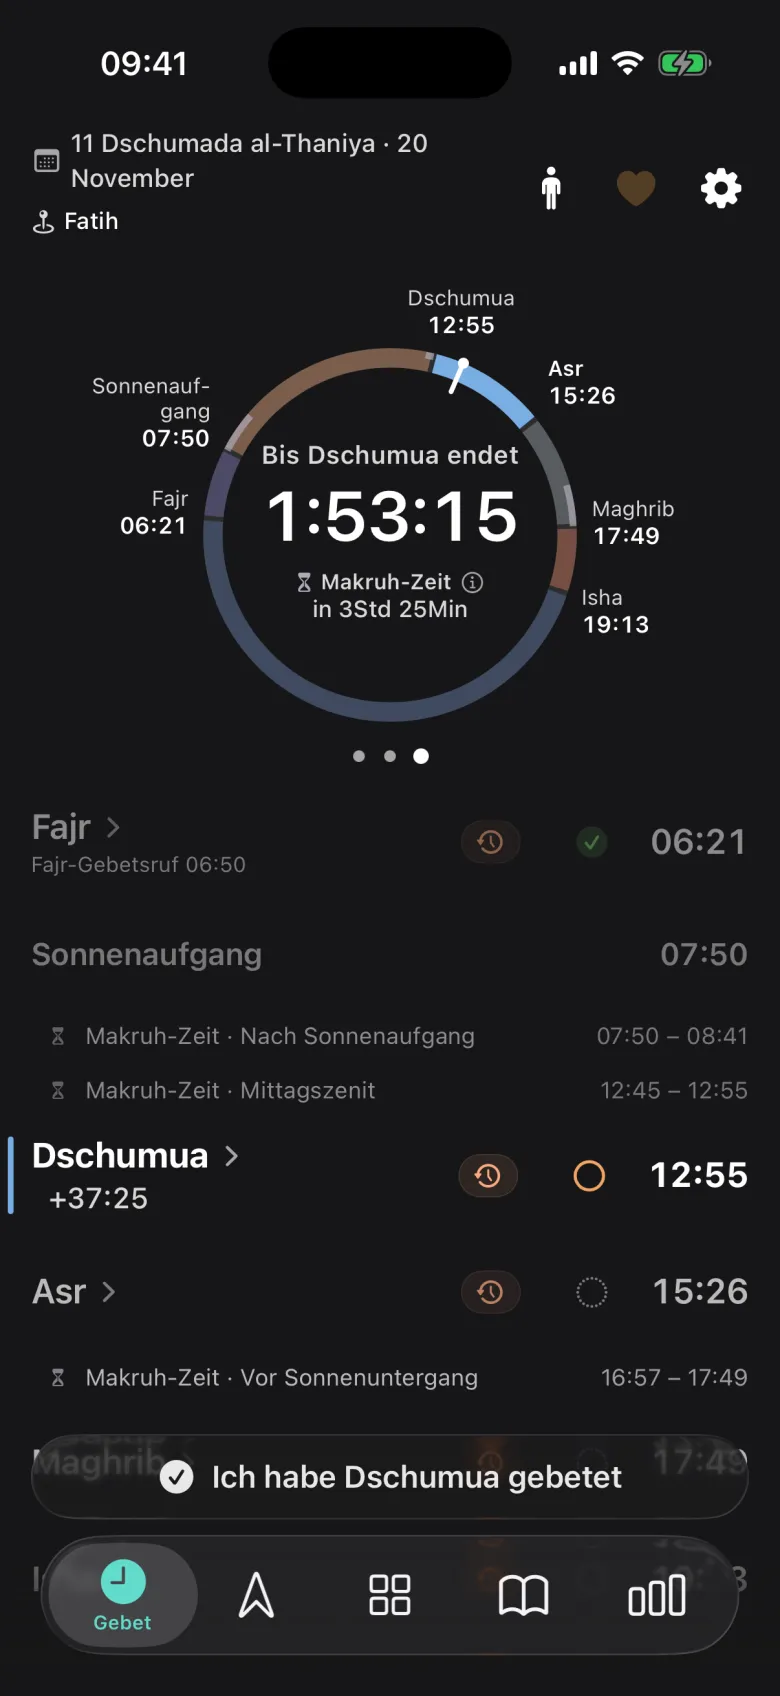 09:41
11 Dschumada al-Thaniya · 20
November
Fatih
Dschumua
12:55
Asr
15:26
Sonnenauf-
gang
07:50
Bis Dschumua endet
Fajr
06:21
1:53:15
Maghrib
17:49
Makruh-Zeit
in 3Std 25Min
Isha
19:13
Fajr
06:21
Fajr-Gebetsruf 06:50
Sonnenaufgang 07:50
Makruh-Zeit · Nach Sonnenaufgang 07:50 – 08:41
Makruh-Zeit · Mittagszenit 12:45 – 12:55
Dschumua 12:55
+37:25
Asr 15:26
Makruh-Zeit · Vor Sonnenuntergang 16:57 – 17:49
Maghrib 17:49
Ich habe Dschumua gebetet
Gebet